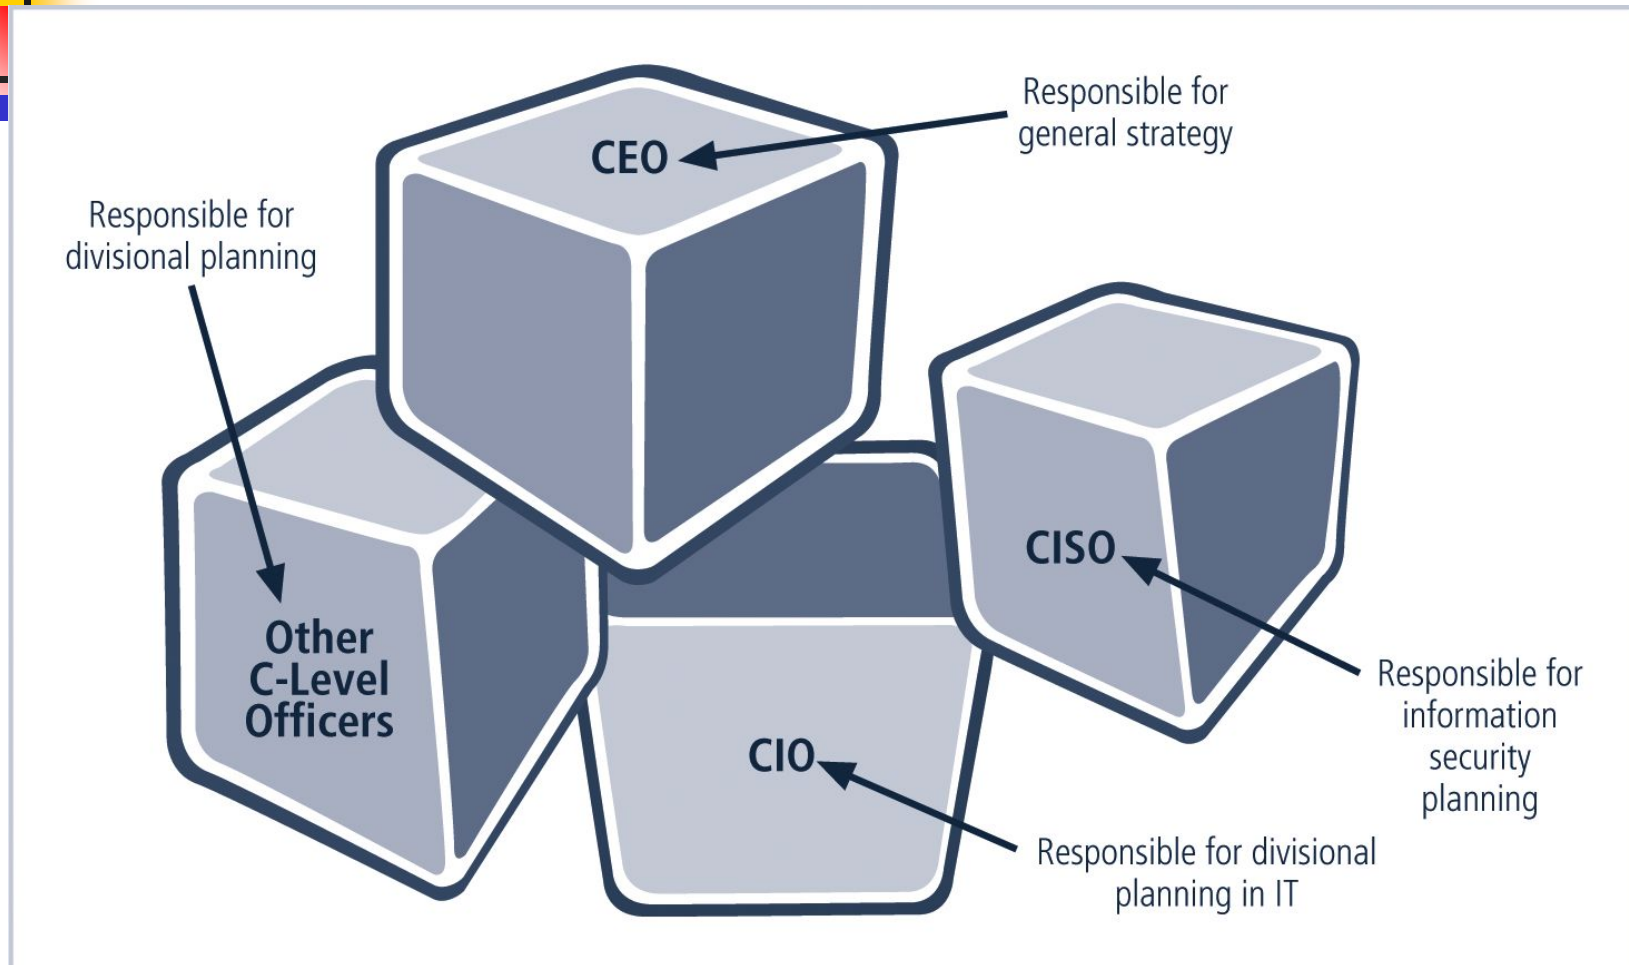 Responsible for
general strategy
CEO
Responsible for
divisional planning
Other
C-Level
Officers
CISO
Responsible for
information
security
planning
CIO
Responsible for divisional
planning in IT